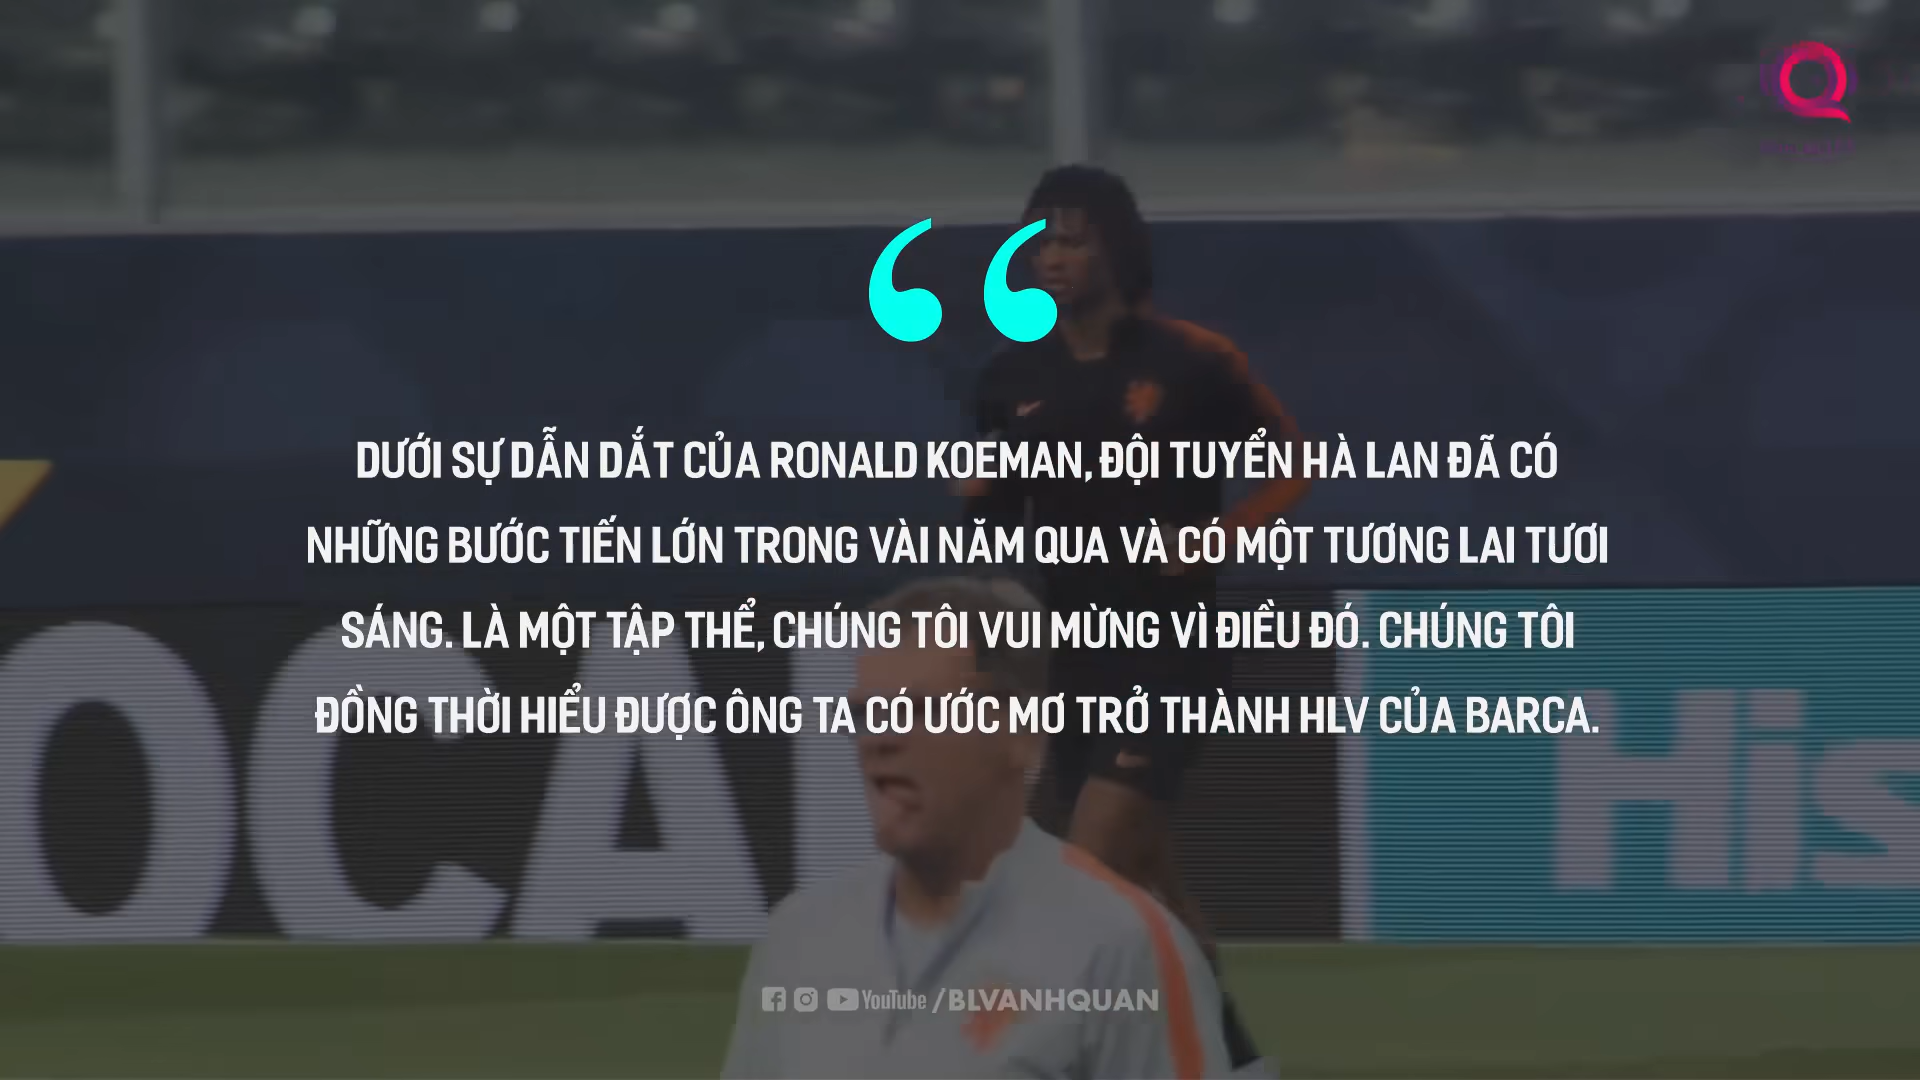 “
DƯỚI SỰ DẪN DẮT CỦA RONALD KOEMAN, ĐỘI TUYỂN HÀ LAN ĐÃ CÓ
NHỮNG BƯỚC TIẾN LỚN TRONG VÀI NĂM QUA VÀ CÓ MỘT TƯƠNG LAI TƯƠI
SÁNG. LÀ MỘT TẬP THỂ, CHÚNG TÔI VUI MỪNG VÌ ĐIỀU ĐÓ. CHÚNG TÔI
ĐỒNG THỜI HIỂU ĐƯỢC ÔNG TA CÓ ƯỚC MƠ TRỞ THÀNH HLV CỦA BARCA.
OCA
His
YouTube /BLVANHQUAN